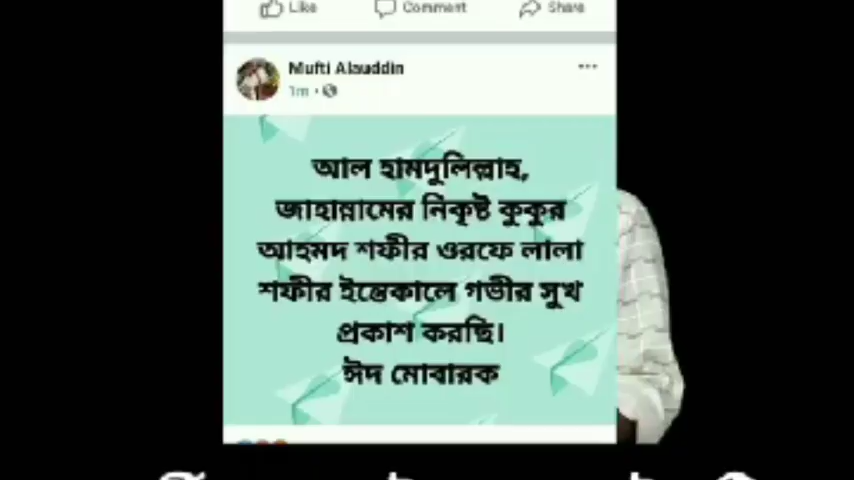 Like Comment Share
Mufti Alauddin
1m
আল হামদুলিল্লাহ,
জাহান্নামের নিকৃষ্ট কুকুর
আহমদ শফীর ওরফে লালা
শফীর ইন্তেকালে গভীর সুখ
প্রকাশ করছি।
ঈদ মোবারক